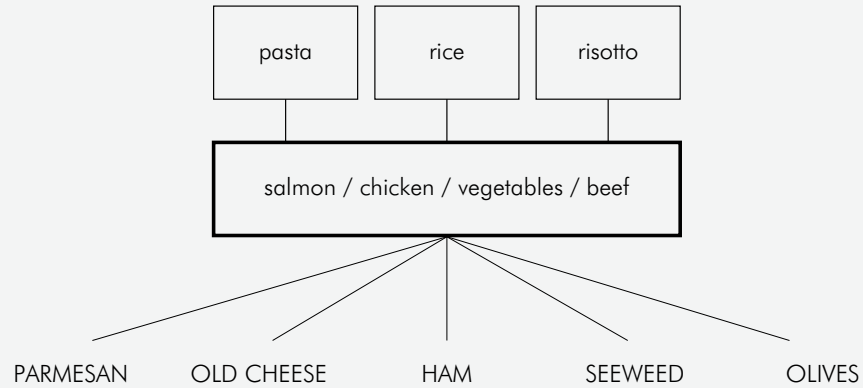 pasta
rice
risotto
salmon / chicken / vegetables / beef
PARMESAN
OLD CHEESE
HAM
SEEWEED
OLIVES